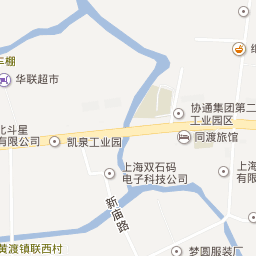 车棚
华联超市
继
协通集团第二
工业园区
北斗星
有限公司
凯泉工业园
同渡旅馆
上海双石码
电子科技公司
上海
有限
新庙路
黄渡镇联西村
梦圆服装厂